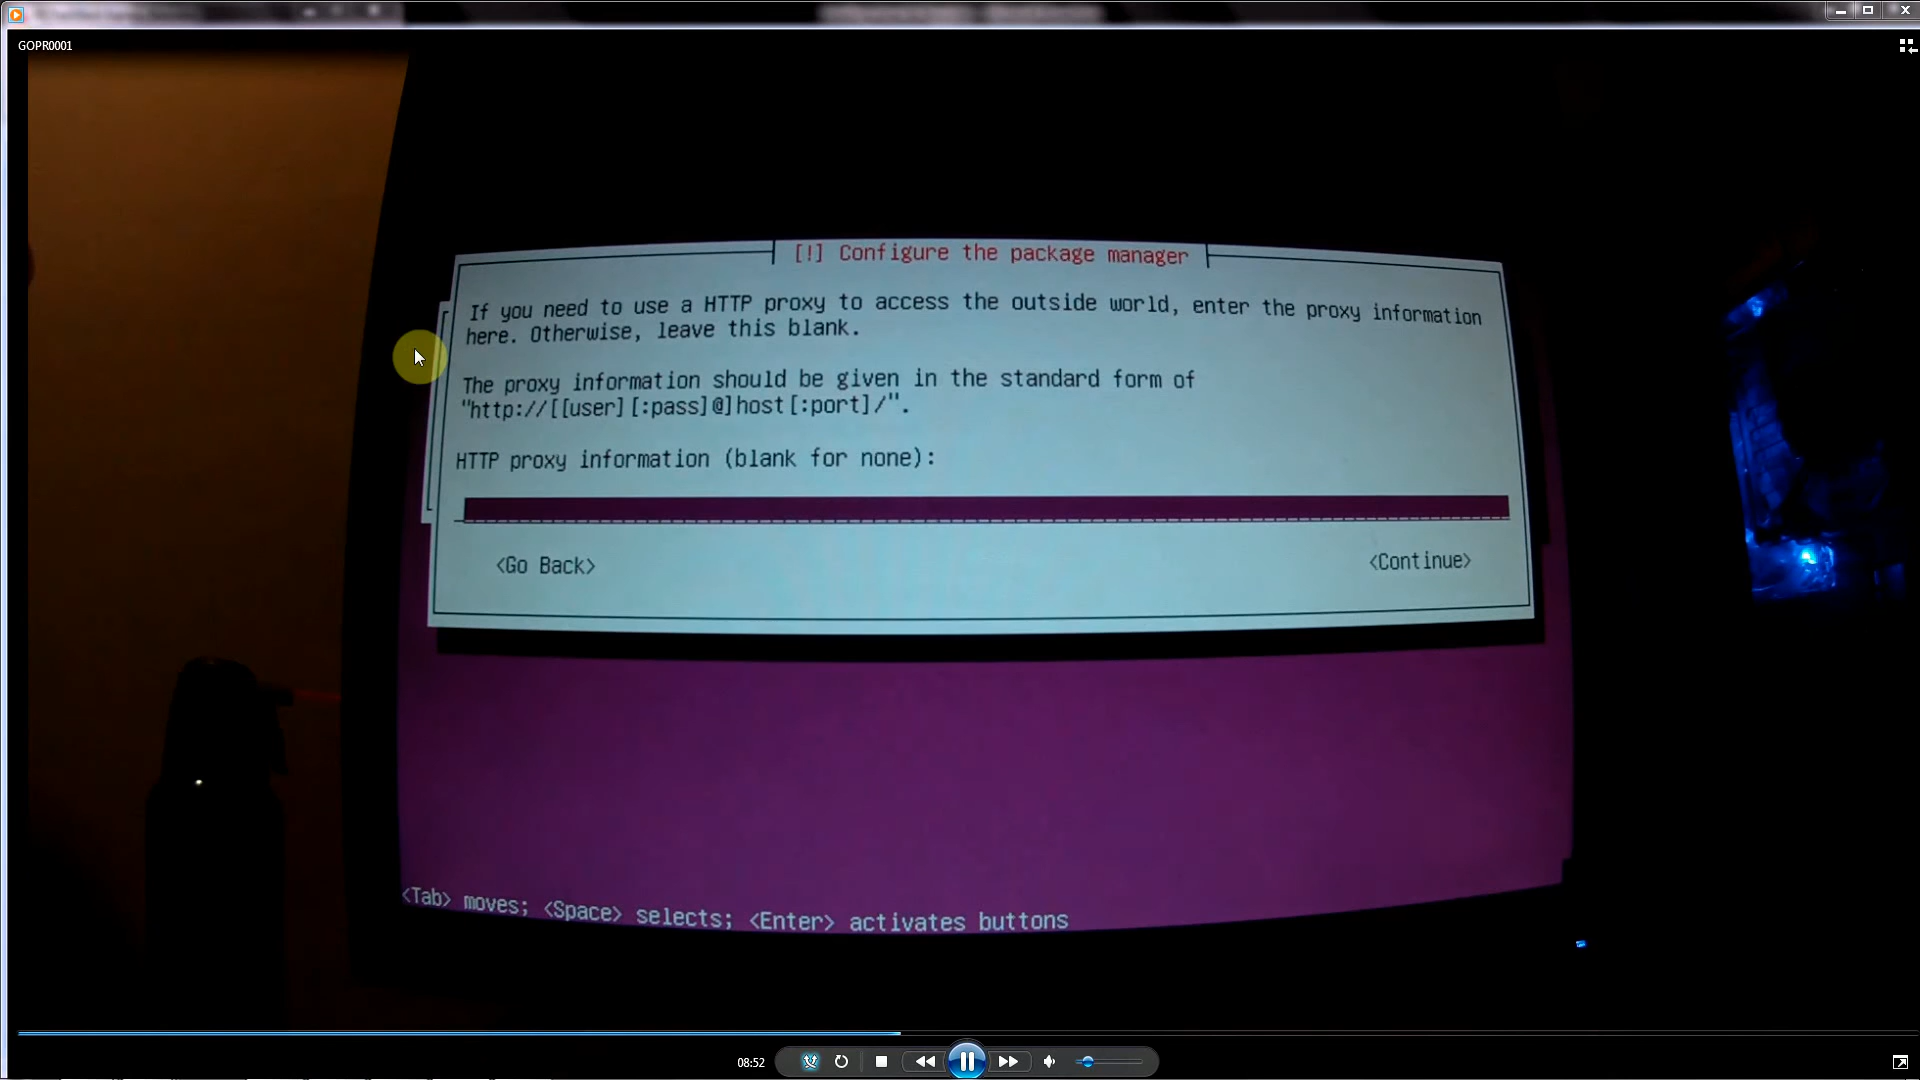 GOPR0001
[!] Configure the package manager
If you need to use a HTTP proxy to access the outside world, enter the proxy information
here. Otherwise, leave this blank.
The proxy information should be given in the standard form of
"http://[[user][:pass]@]host[:port]/".
HTTP proxy information (blank for none):
<Go Back>
<Continue>
<Tab> moves; <Space> selects; <Enter> activates buttons
08:52